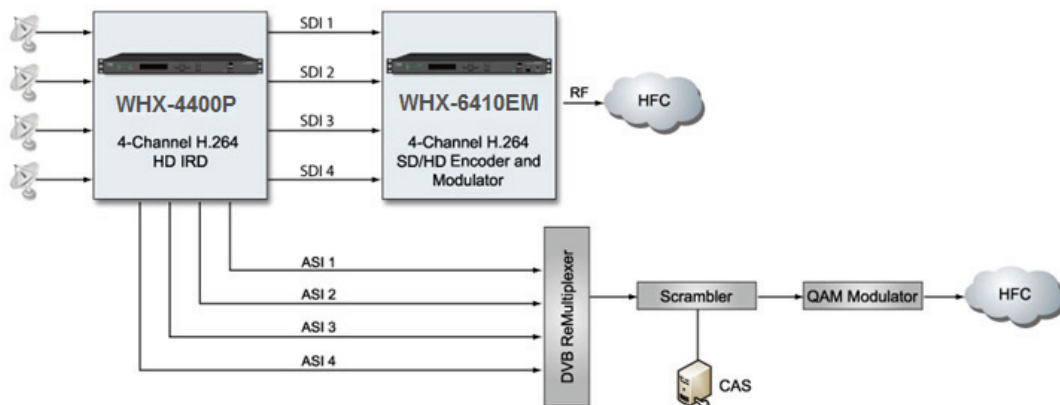 SDI 1
SDI 2
SDI 3
SDI 4
WHX-4400P
4-Channel H.264
HD IRD
WHX-6410EM
4-Channel H.264
SD/HD Encoder and
Modulator
RF
HFC
ASI 1
ASI 2
ASI 3
ASI 4
DVB ReMultiplexer
Scrambler
QAM Modulator
HFC
CAS